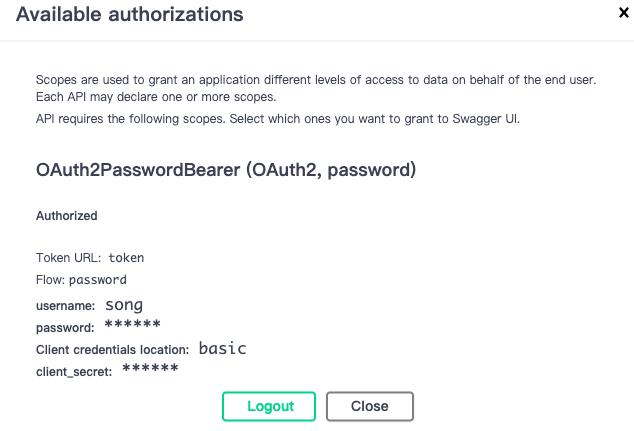 Available authorizations
×
Scopes are used to grant an application different levels of access to data on behalf of the end user.
Each API may declare one or more scopes.
API requires the following scopes. Select which ones you want to grant to Swagger UI.
OAuth2PasswordBearer (OAuth2, password)
Authorized
Token URL: token
Flow: password
username: song
password: ******
Client credentials location: basic
client_secret: ******
Logout Close